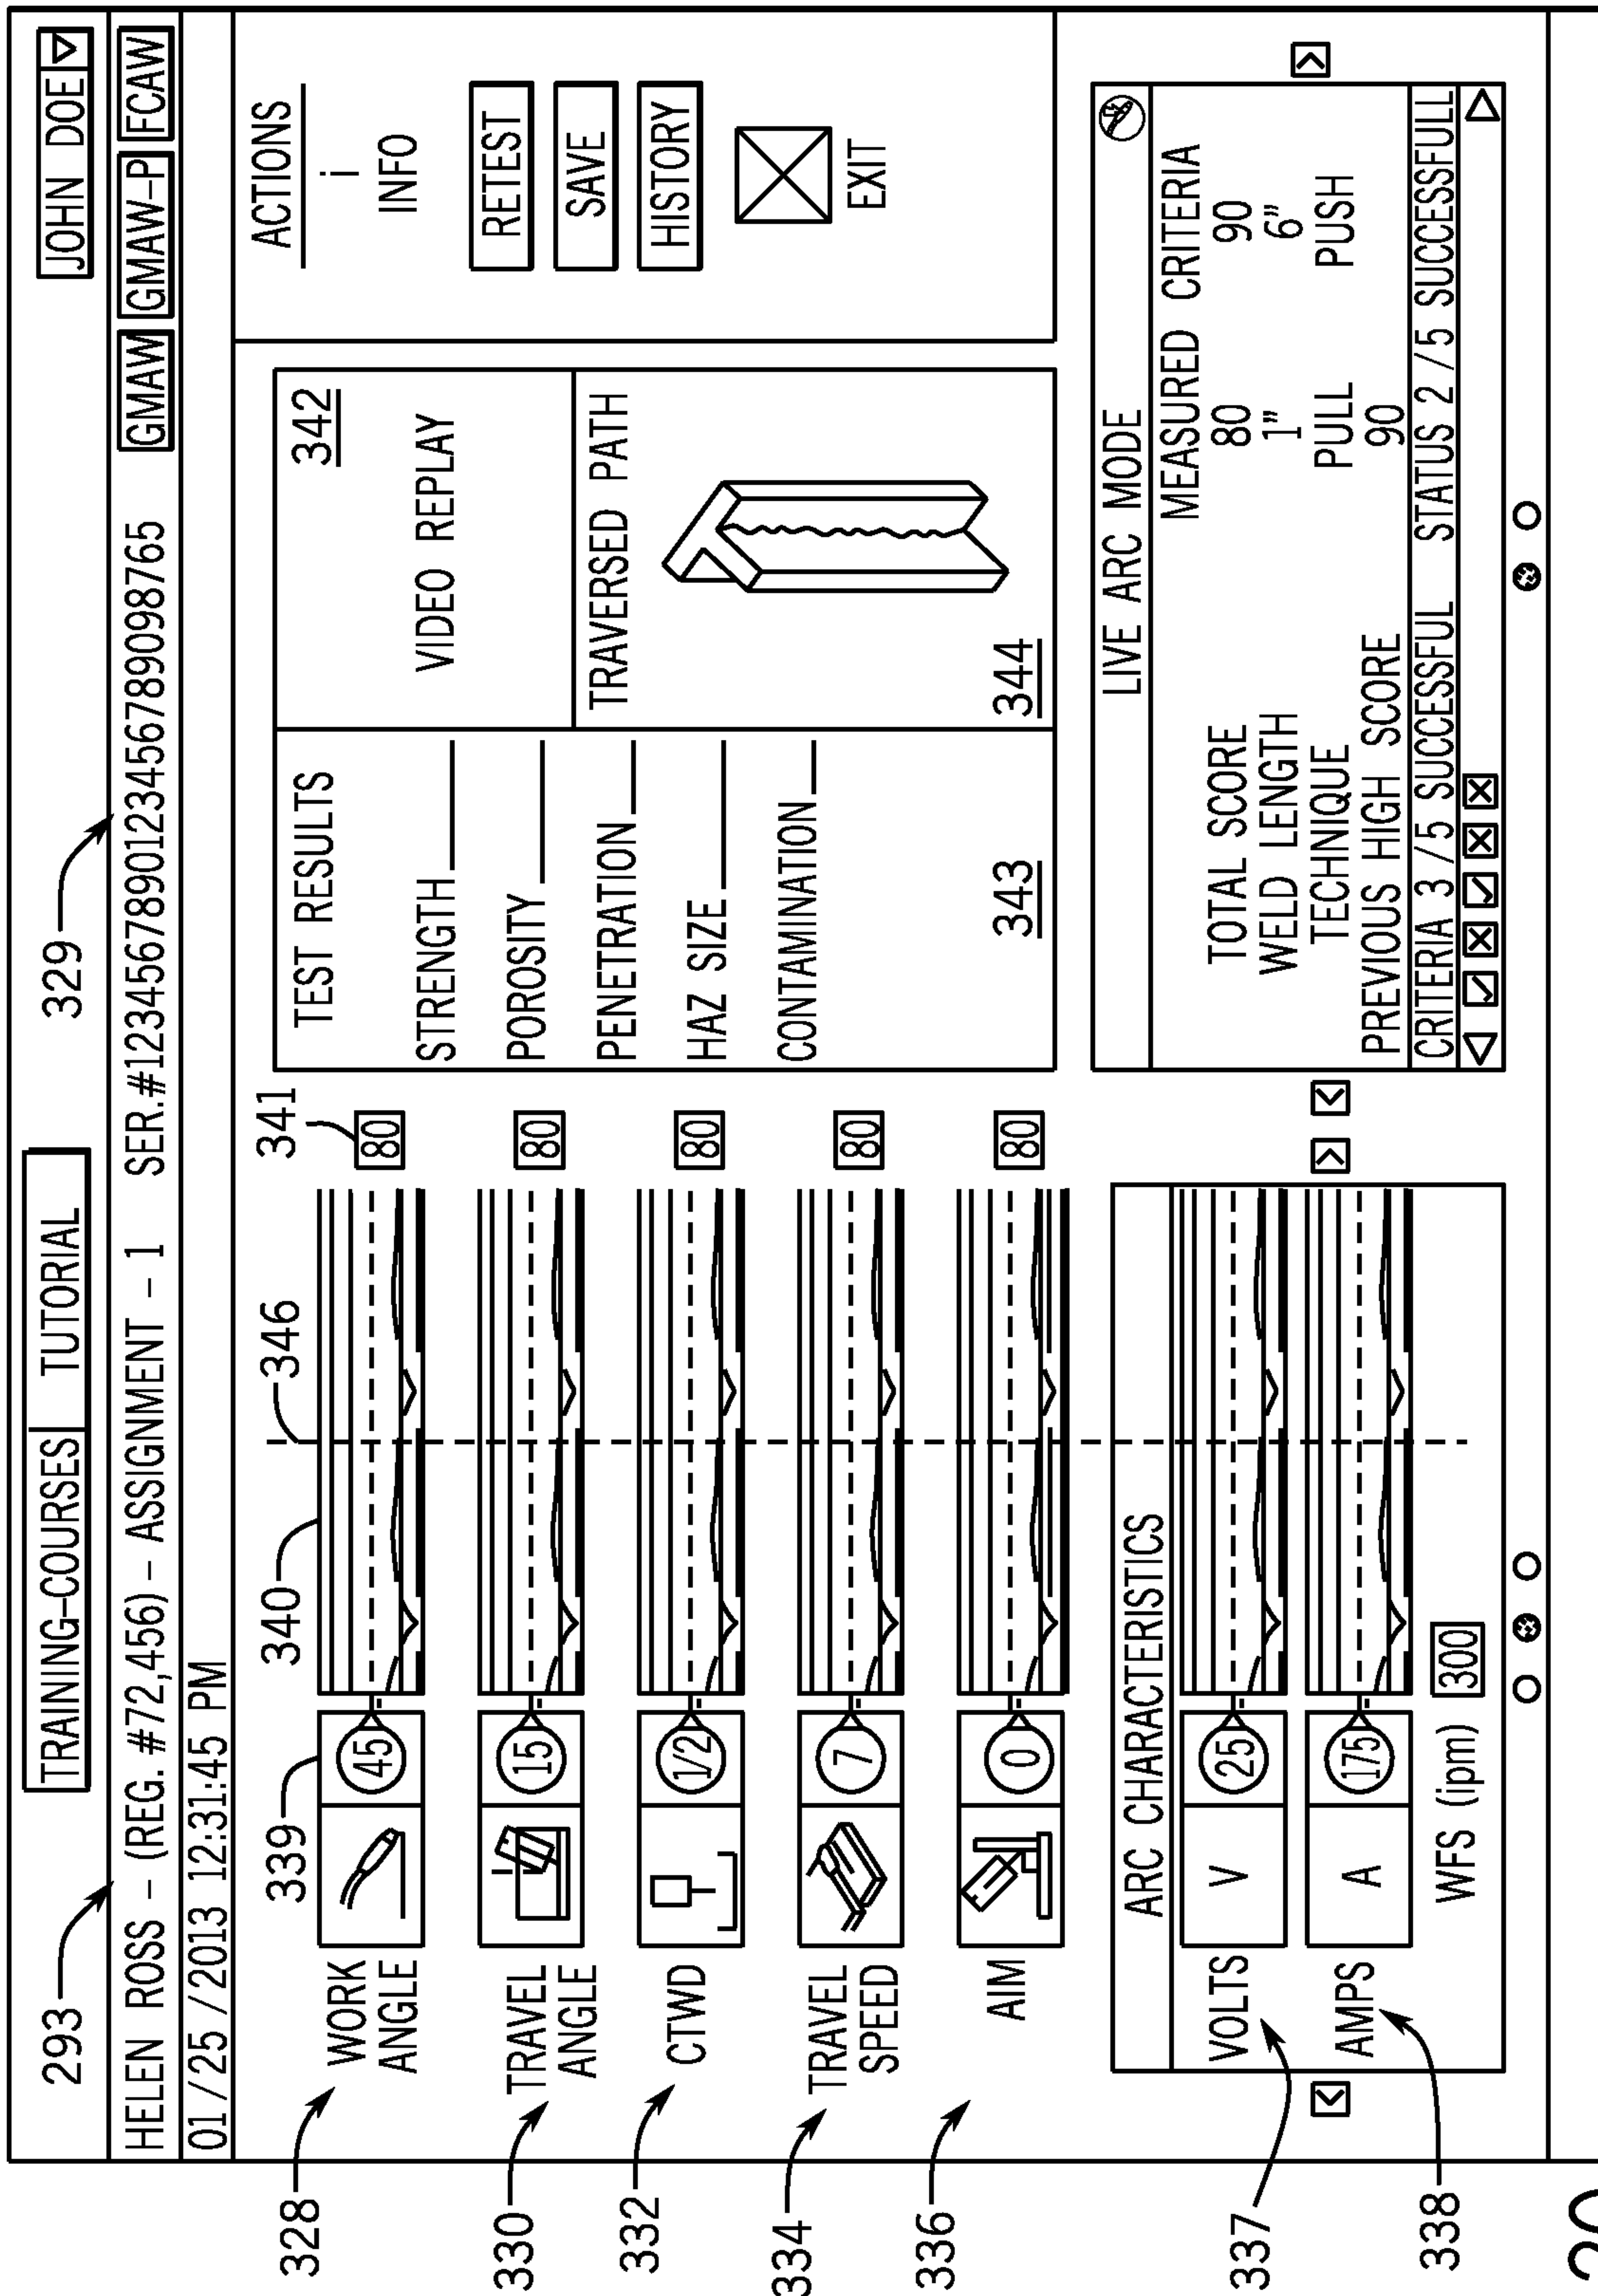 TRAINING-COURSES TUTORIAL
JOHN DOE
293
329
HELEN ROSS - (REG. #72,456) - ASSIGNMENT - 1 SER.#1234567890123456789098765
GMAW GMAW-P FCAW
01/25/2013 12:31:45 PM
328
WORK ANGLE
339
45
340
346
341
80
330
TRAVEL ANGLE
15
80
332
CTWD
1/2
80
334
TRAVEL SPEED
7
80
336
AIM
0
80
TEST RESULTS
STRENGTH
POROSITY
PENETRATION
HAZ SIZE
CONTAMINATION
343
342
VIDEO REPLAY
TRAVERSED PATH
344
ACTIONS
i
INFO
RETEST
SAVE
HISTORY
EXIT
ARC CHARACTERISTICS
337
VOLTS V 25
338
AMPS A 175
WFS (ipm) 300
LIVE ARC MODE
MEASURED CRITERIA
TOTAL SCORE 80 90
WELD LENGTH 1" 6"
TECHNIQUE PULL PUSH
PREVIOUS HIGH SCORE 90
CRITERIA 3 /5 SUCCESSFUL STATUS 2 /5 SUCCESSFULL